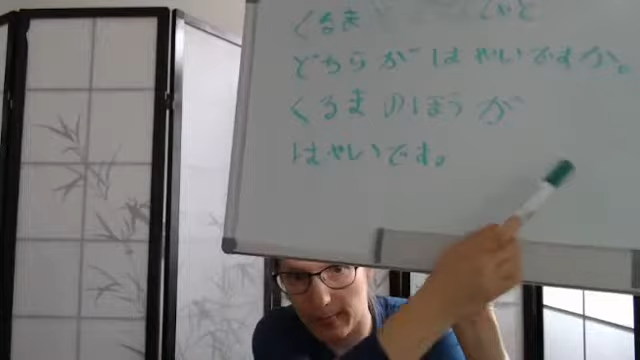 くるま
どちらがはやいですか。
くるまのほうが
はやいです。